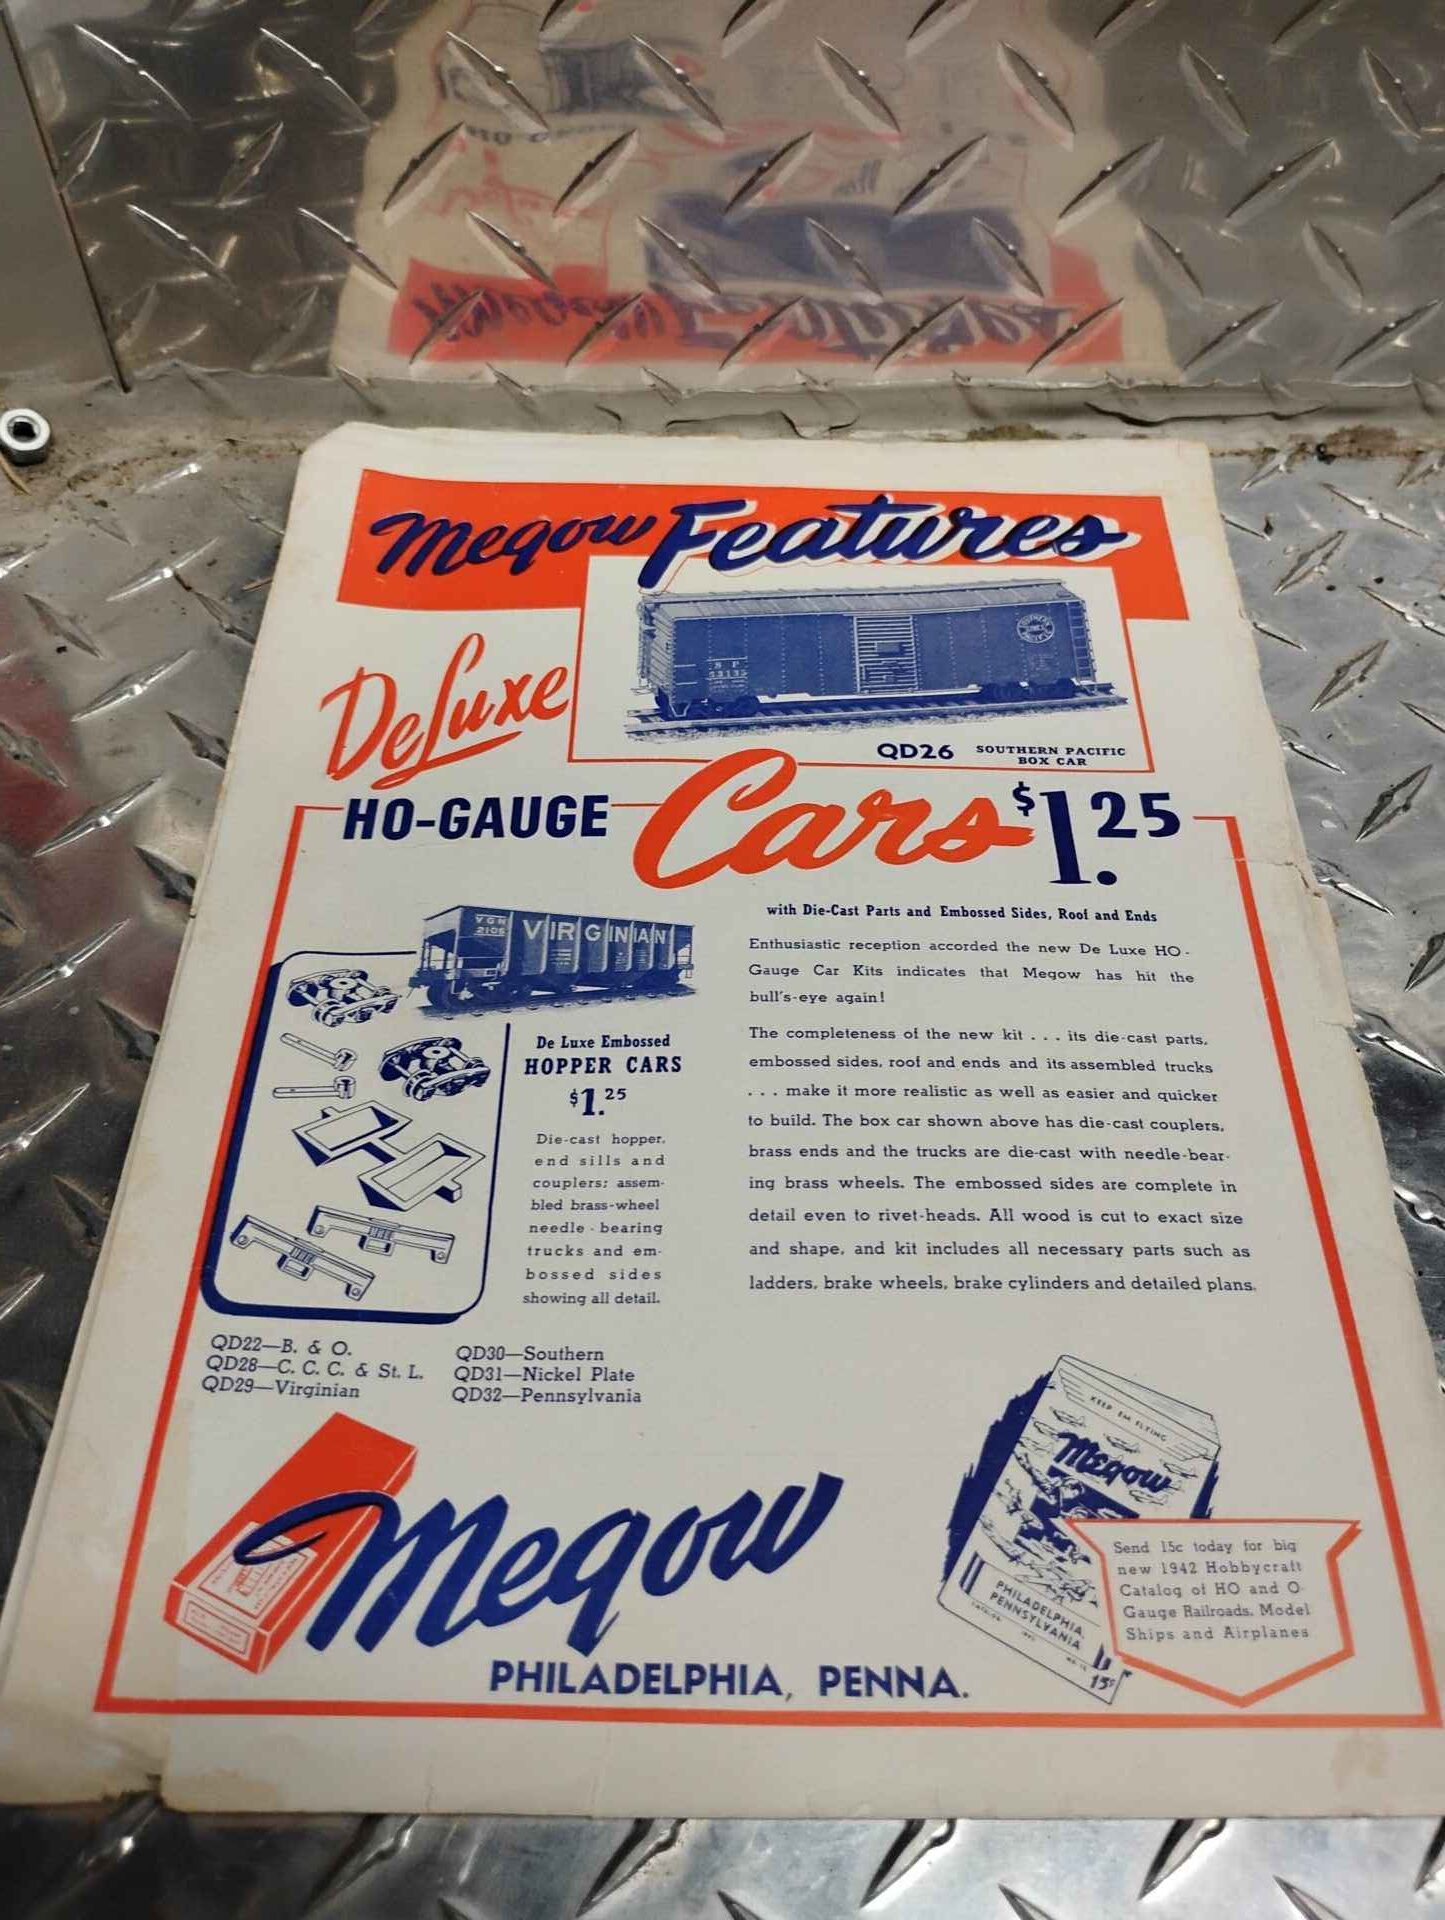 Megow Features
DeLuxe
S P
QD26 SOUTHERN PACIFIC
BOX CAR
HO-GAUGE Cars $1.25
with Die-Cast Parts and Embossed Sides, Roof and Ends
Enthusiastic reception accorded the new De Luxe HO-
Gauge Car Kits indicates that Megow has hit the
bull's-eye again!
The completeness of the new kit . . . its die-cast parts,
embossed sides, roof and ends and its assembled trucks
. . . make it more realistic as well as easier and quicker
to build. The box car shown above has die-cast couplers,
brass ends and the trucks are die-cast with needle-bear-
ing brass wheels. The embossed sides are complete in
detail even to rivet-heads. All wood is cut to exact size
and shape, and kit includes all necessary parts such as
ladders, brake wheels, brake cylinders and detailed plans.
VGN
2105
VIRGINIAN
De Luxe Embossed
HOPPER CARS
$1.25
Die-cast hopper,
end sills and
couplers; assem-
bled brass-wheel
needle-bearing
trucks and em-
bossed sides
showing all detail.
QD22—B. & O.
QD28—C. C. C. & St. L.
QD29—Virginian
QD30—Southern
QD31—Nickel Plate
QD32—Pennsylvania
Megow
PHILADELPHIA, PENNA.
KEEP EM FLYING
Megow
PHILADELPHIA,
PENNSYLVANIA
CATALOG
15¢
Send 15c today for big
new 1942 Hobbycraft
Catalog of HO and O-
Gauge Railroads, Model
Ships and Airplanes